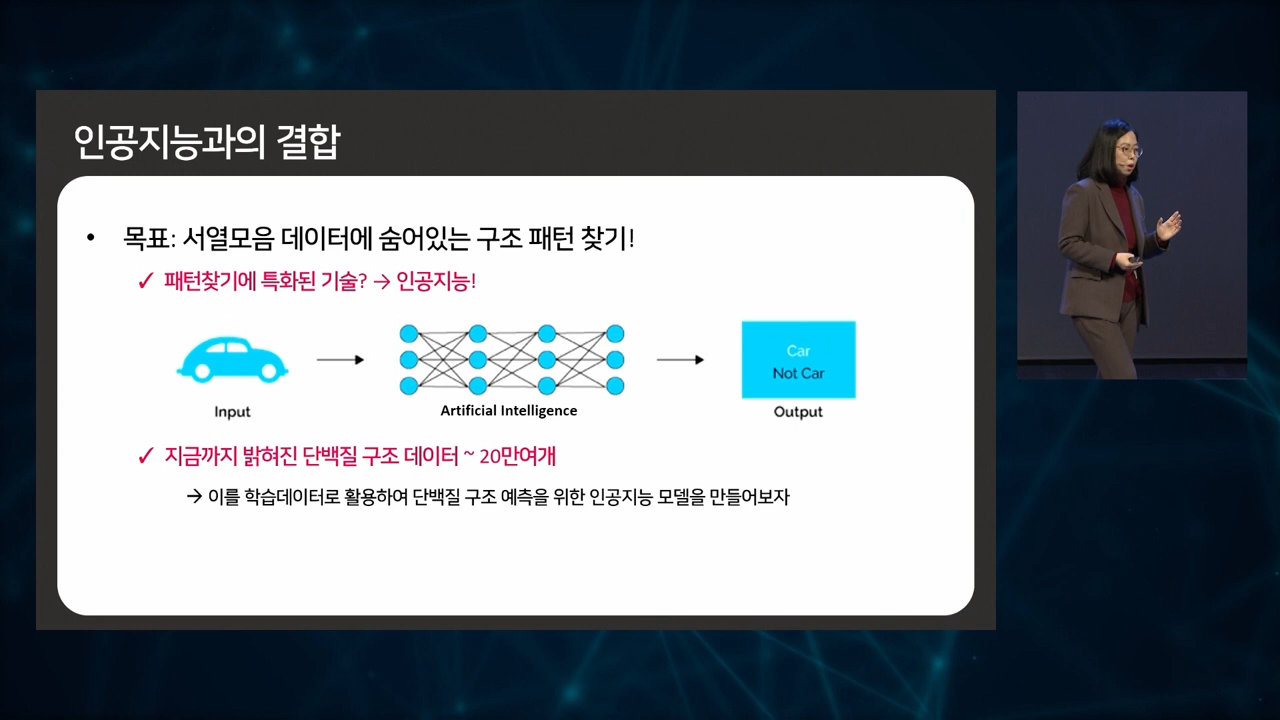 인공지능과의 결합
• 목표: 서열모음 데이터에 숨어있는 구조 패턴 찾기!
✓ 패턴찾기에 특화된 기술? → 인공지능!
Car
Not Car
Input
Artificial Intelligence
Output
✓ 지금까지 밝혀진 단백질 구조 데이터 ~ 20만여개
→ 이를 학습데이터로 활용하여 단백질 구조 예측을 위한 인공지능 모델을 만들어보자